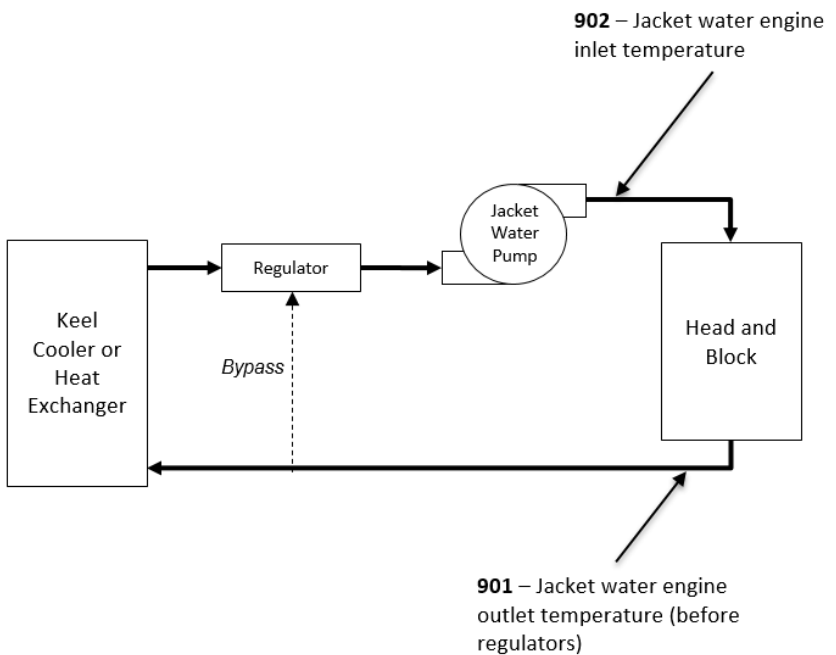 902 – Jacket water engine
inlet temperature
Jacket
Water
Pump
Regulator
Keel
Cooler or
Heat
Exchanger
Bypass
Head and
Block
901 – Jacket water engine
outlet temperature (before
regulators)